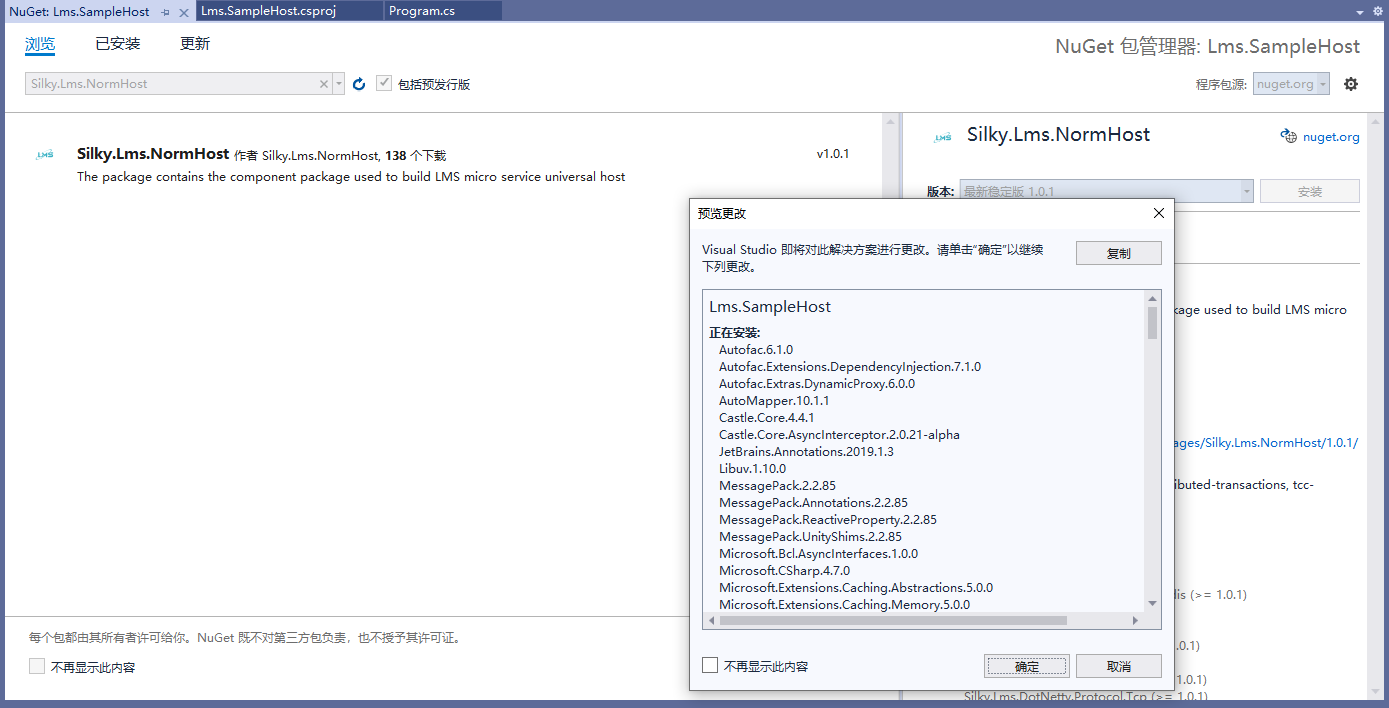 NuGet: Lms.SampleHost
Lms.SampleHost.csproj
Program.cs
浏览
已安装
更新
NuGet 包管理器: Lms.SampleHost
Silky.Lms.NormHost
包括预发行版
程序包源:
nuget.org
LMS
Silky.Lms.NormHost 作者 Silky.Lms.NormHost, 138 个下载
v1.0.1
The package contains the component package used to build LMS micro service universal host
LMS
Silky.Lms.NormHost
nuget.org
版本:
最新稳定版 1.0.1
安装
预览更改
Visual Studio 即将对此解决方案进行更改。请单击“确定”以继续
下列更改。
复制
Lms.SampleHost
正在安装:
Autofac.6.1.0
Autofac.Extensions.DependencyInjection.7.1.0
Autofac.Extras.DynamicProxy.6.0.0
AutoMapper.10.1.1
Castle.Core.4.4.1
Castle.Core.AsyncInterceptor.2.0.21-alpha
JetBrains.Annotations.2019.1.3
Libuv.1.10.0
MessagePack.2.2.85
MessagePack.Annotations.2.2.85
MessagePack.ReactiveProperty.2.2.85
MessagePack.UnityShims.2.2.85
Microsoft.Bcl.AsyncInterfaces.1.0.0
Microsoft.CSharp.4.7.0
Microsoft.Extensions.Caching.Abstractions.5.0.0
Microsoft.Extensions.Caching.Memory.5.0.0
不再显示此内容
确定
取消
kage used to build LMS micro
ages/Silky.Lms.NormHost/1.0.1/
ibuted-transactions, tcc-
dis (>= 1.0.1)
.0.1)
1.0.1)
Silky.Lms.DotNetty.Protocol.Tcp (>= 1.0.1)
每个包都由其所有者许可给你。NuGet 既不对第三方包负责，也不授予其许可证。
不再显示此内容